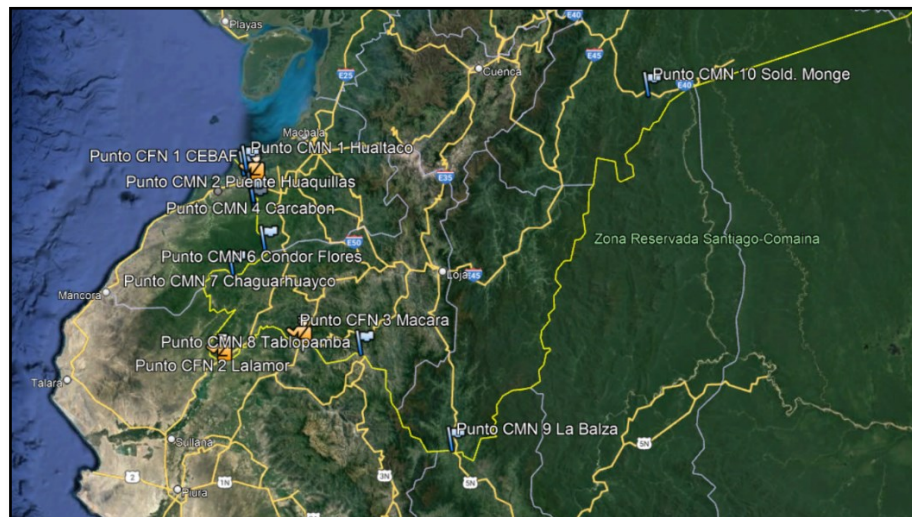 Playas
E40
E25
Cuenca
E45
Punto CMN 10 Sold. Monge
E40
Machala
Punto CFN 1 CEBAF
Punto CMN 1 Hualtaco
Punto CMN 2 Puente Huaquillas
E35
Punto CMN 4 Carcabon
E50
Zona Reservada Santiago-Comaina
Punto CMN 6 Condor Flores
Loja
E45
Punto CMN 7 Chaguarhuayco
Mancora
Punto CFN 3 Macara
Punto CMN 8 Tablopamba
Punto CFN 2 Lalamor
Talara
Punto CMN 9 La Balza
Sullana
5N
2
1N
3N
5N
Piura